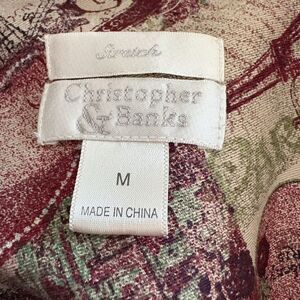 Stretch
Christopher
& Banks
M
MADE IN CHINA